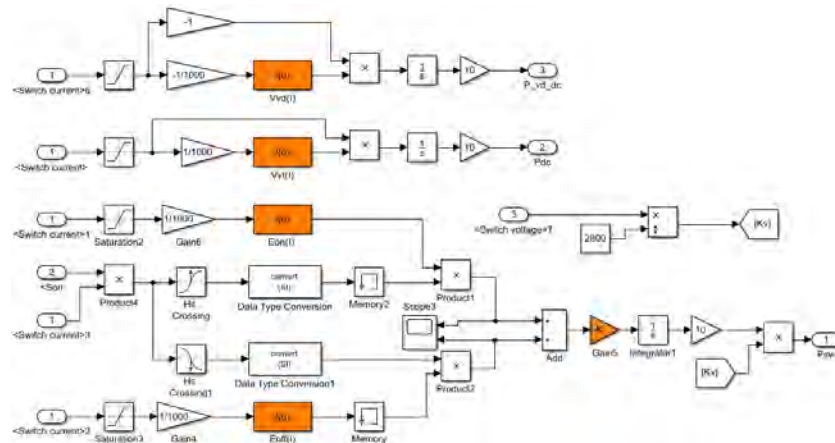 -1
1
<Switch current>6
-1/1000
Vvd(I)
×
1
s
10
3
P_vd_dc
1
<Switch current>
1/1000
Vvt(I)
×
1
s
10
2
Pdc
1
<Switch current>1
Saturation2
1/1000
Gain6
Eon(I)
5
<Switch voltage>7
2800
×
÷
[Kv]
2
<Son
1
<Switch current>3
×
Product4
Hit
Crossing
convert
(SI)
Data Type Conversion
Memory2
×
Product1
Scope3
Hit
Crossing1
convert
(SI)
Data Type Conversion1
×
Product2
+
+
Add
-K-
Gain5
1
s
Integrator1
10
[Kv]
×
1
1
<Switch current>2
Saturation3
1/1000
Gain4
Eoff(I)
Memory